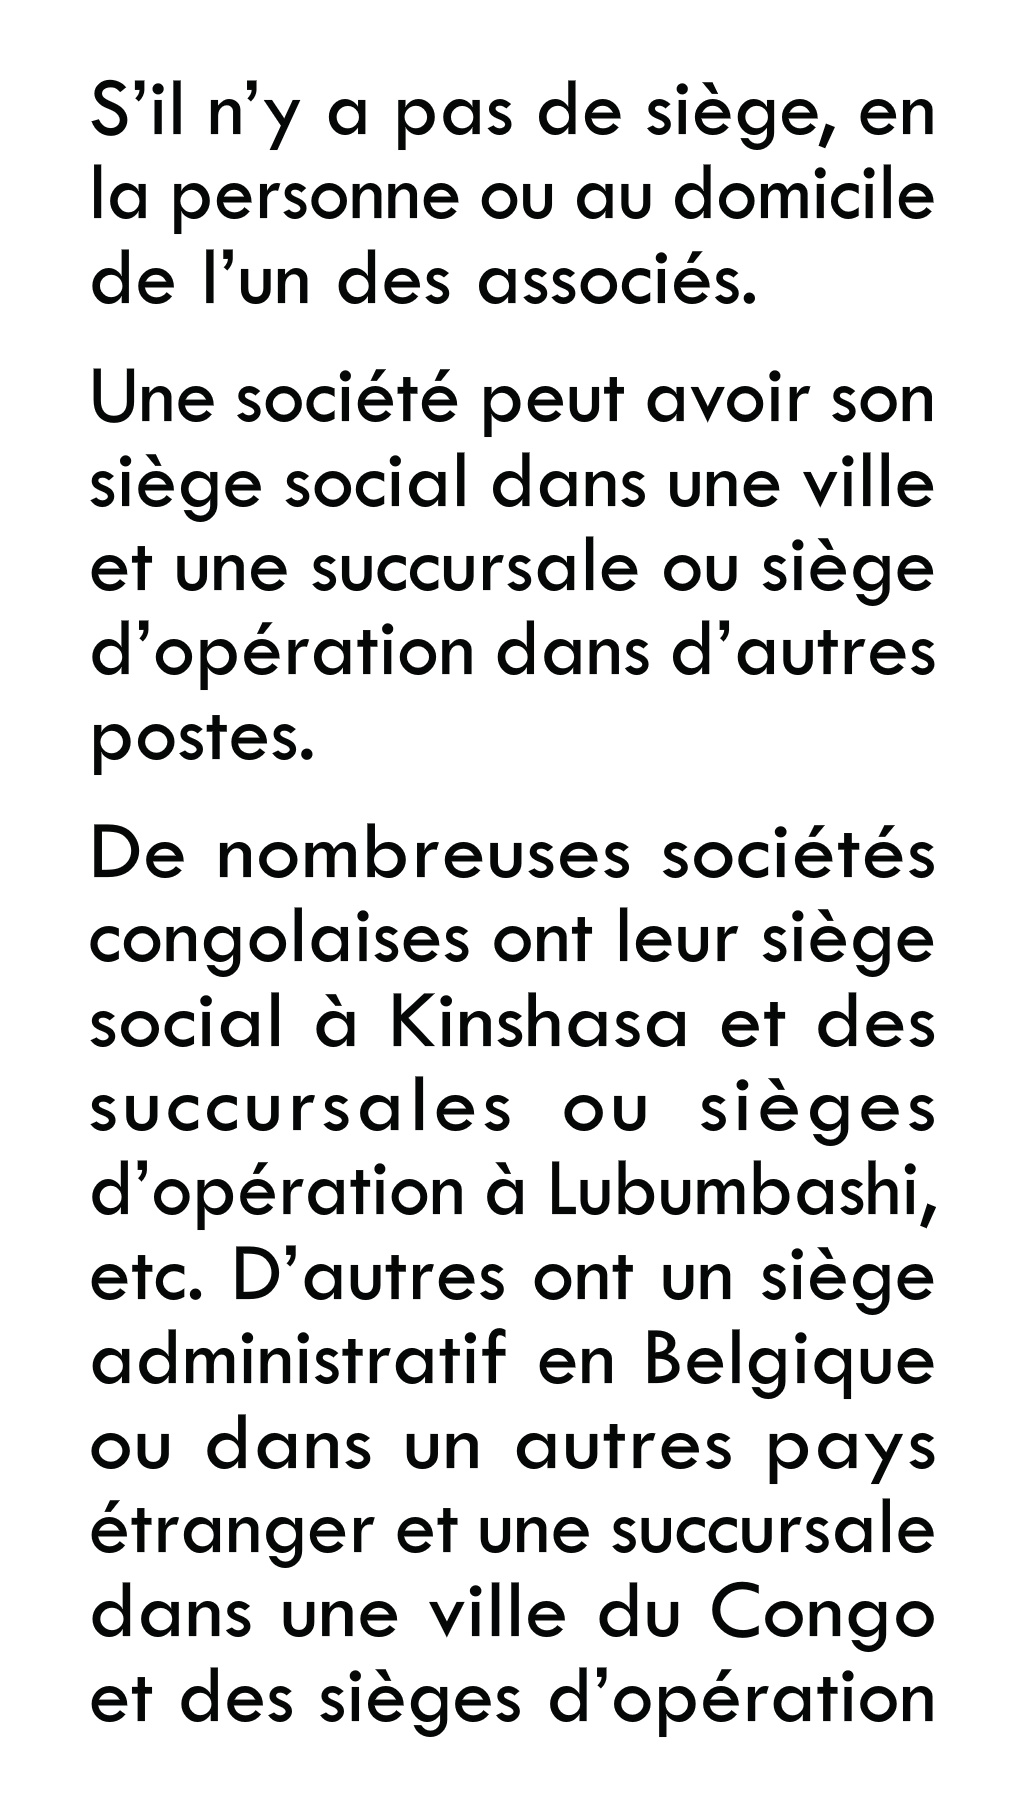 S’il n’y a pas de siège, en
la personne ou au domicile
de l’un des associés.
Une société peut avoir son
siège social dans une ville
et une succursale ou siège
d’opération dans d’autres
postes.
De nombreuses sociétés
congolaises ont leur siège
social à Kinshasa et des
succursales ou sièges
d’opération à Lubumbashi,
etc. D’autres ont un siège
administratif en Belgique
ou dans un autres pays
étranger et une succursale
dans une ville du Congo
et des sièges d’opération